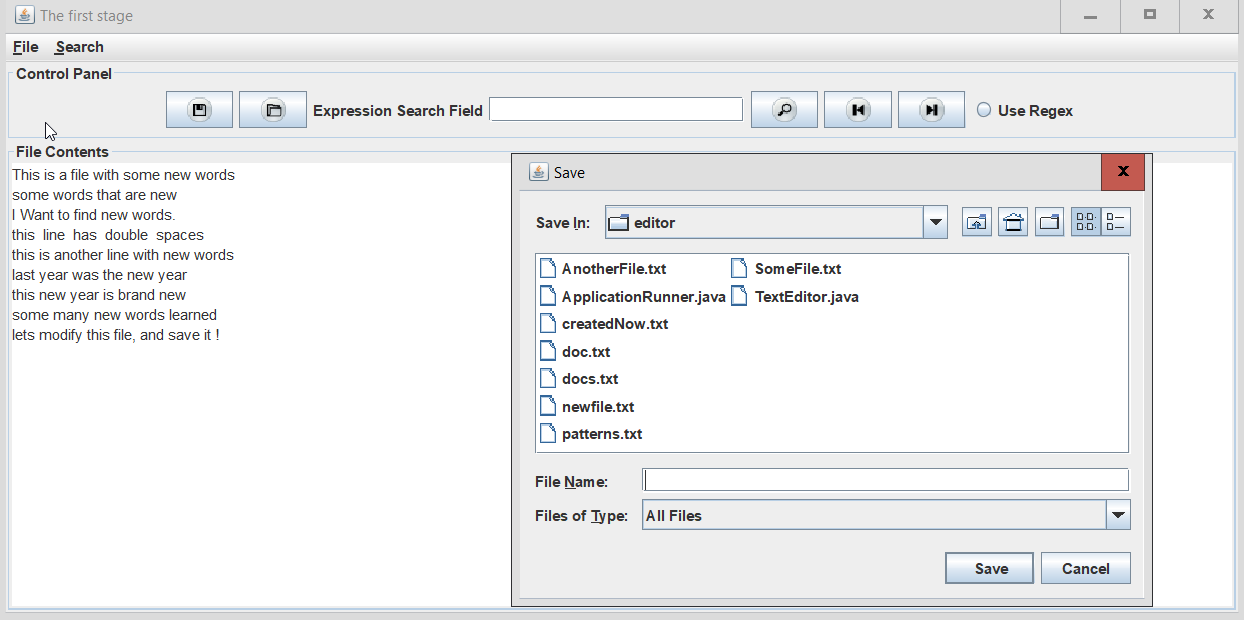 The first stage
File Search
Control Panel
Expression Search Field
Use Regex
File Contents
This is a file with some new words
some words that are new
I Want to find new words.
this  line  has  double  spaces
this is another line with new words
last year was the new year
this new year is brand new
some many new words learned
lets modify this file, and save it !
Save
Save In: editor
AnotherFile.txt
ApplicationRunner.java
createdNow.txt
doc.txt
docs.txt
newfile.txt
patterns.txt
SomeFile.txt
TextEditor.java
File Name:
Files of Type: All Files
Save Cancel